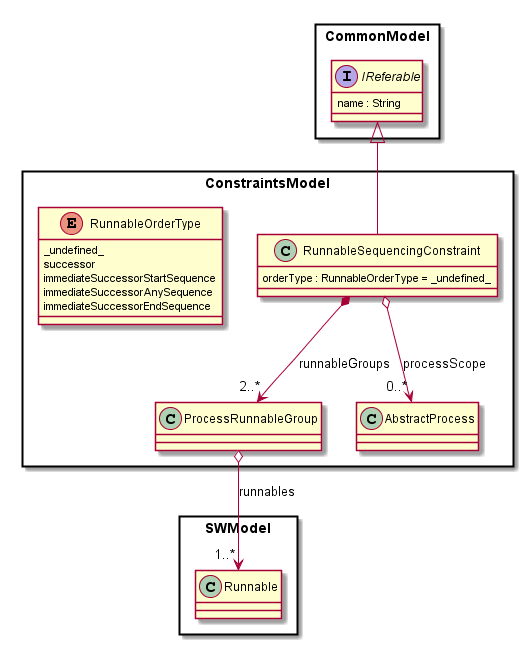 CommonModel
I IReferable
name : String
ConstraintsModel
E RunnableOrderType
_undefined_
successor
immediateSuccessorStartSequence
immediateSuccessorAnySequence
immediateSuccessorEndSequence
C RunnableSequencingConstraint
orderType : RunnableOrderType = _undefined_
runnableGroups
processScope
2..*
0..*
C ProcessRunnableGroup
C AbstractProcess
runnables
SWModel
1..*
C Runnable